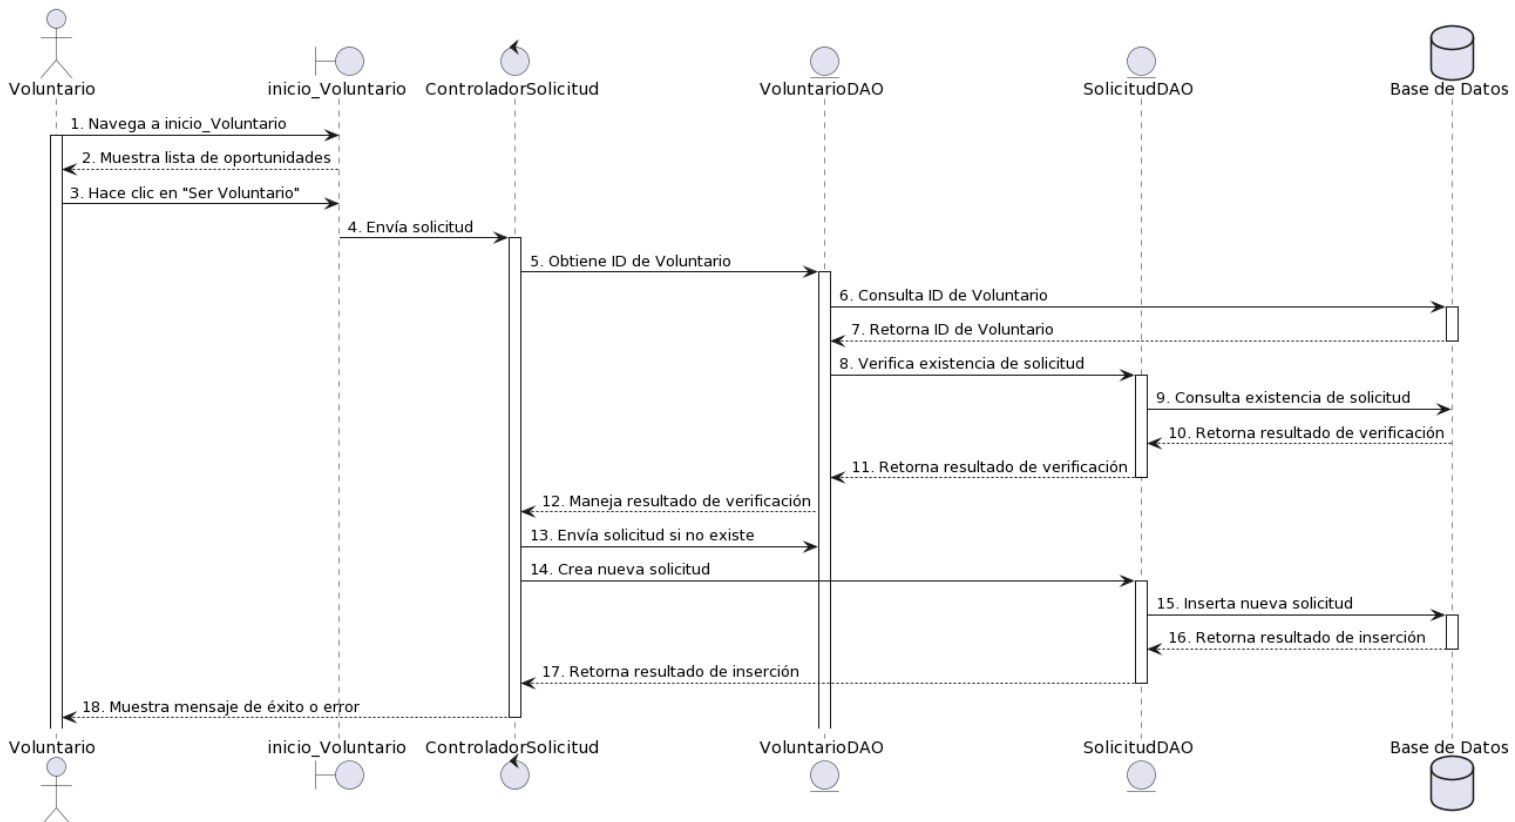 Voluntario
inicio_Voluntario
ControladorSolicitud
VoluntarioDAO
SolicitudDAO
Base de Datos
1. Navega a inicio_Voluntario
2. Muestra lista de oportunidades
3. Hace clic en "Ser Voluntario"
4. Envía solicitud
5. Obtiene ID de Voluntario
6. Consulta ID de Voluntario
7. Retorna ID de Voluntario
8. Verifica existencia de solicitud
9. Consulta existencia de solicitud
10. Retorna resultado de verificación
11. Retorna resultado de verificación
12. Maneja resultado de verificación
13. Envía solicitud si no existe
14. Crea nueva solicitud
15. Inserta nueva solicitud
16. Retorna resultado de inserción
17. Retorna resultado de inserción
18. Muestra mensaje de éxito o error
Voluntario
inicio_Voluntario
ControladorSolicitud
VoluntarioDAO
SolicitudDAO
Base de Datos